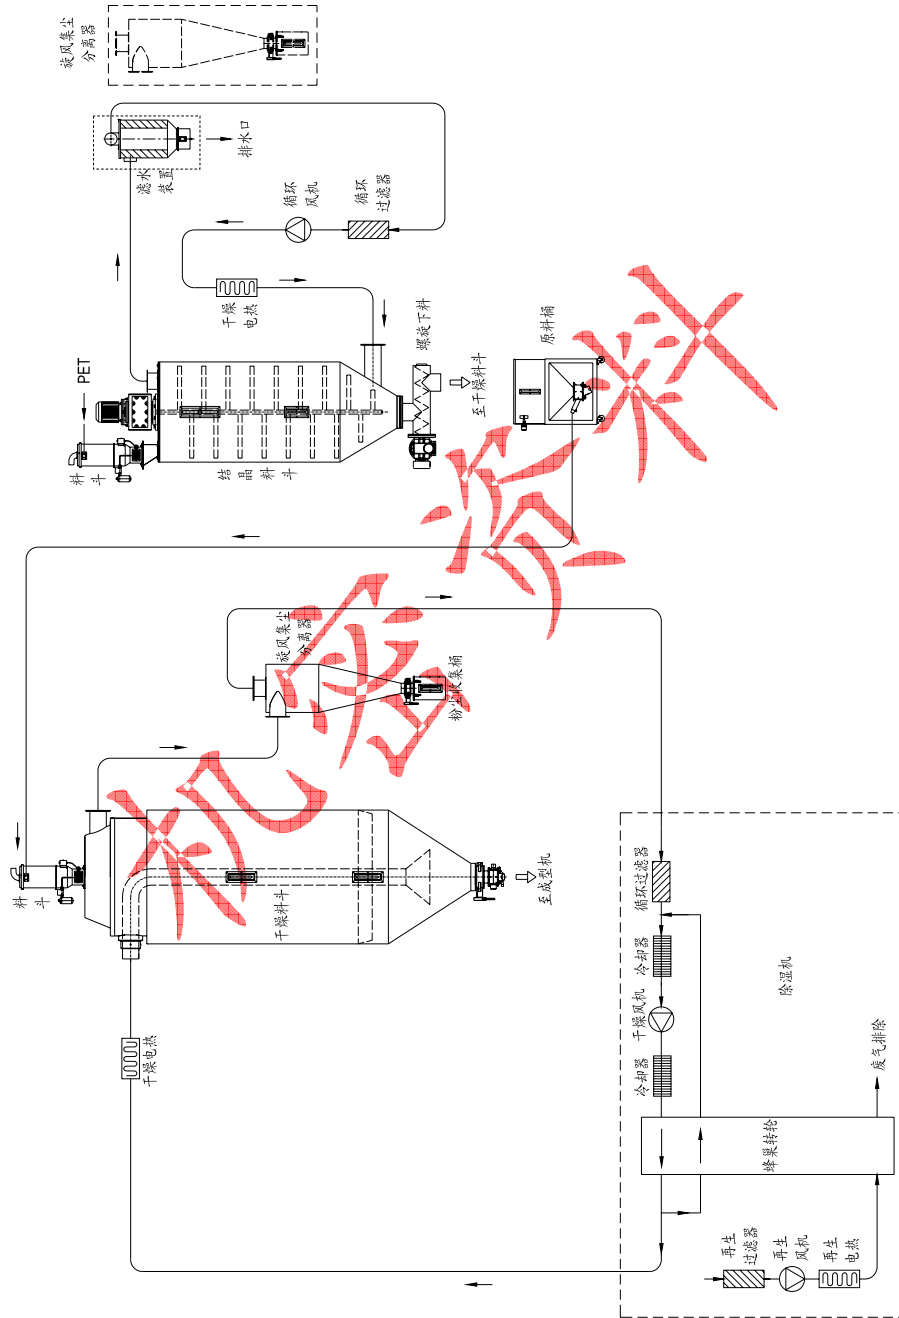 旋风集尘
分离器
滤水
装置
排水口
循环
风机
循环
过滤器
干燥
电热
PET
料斗
结晶料斗
螺旋下料
至干燥料斗
原料桶
旋风集尘
分离器
粉尘收集桶
料斗
干燥料斗
至成型机
干燥电热
循环过滤器
冷却器
干燥风机
冷却器
除湿机
废气排除
蜂巢转轮
再生
过滤器
再生
风机
再生
电热
机密资料